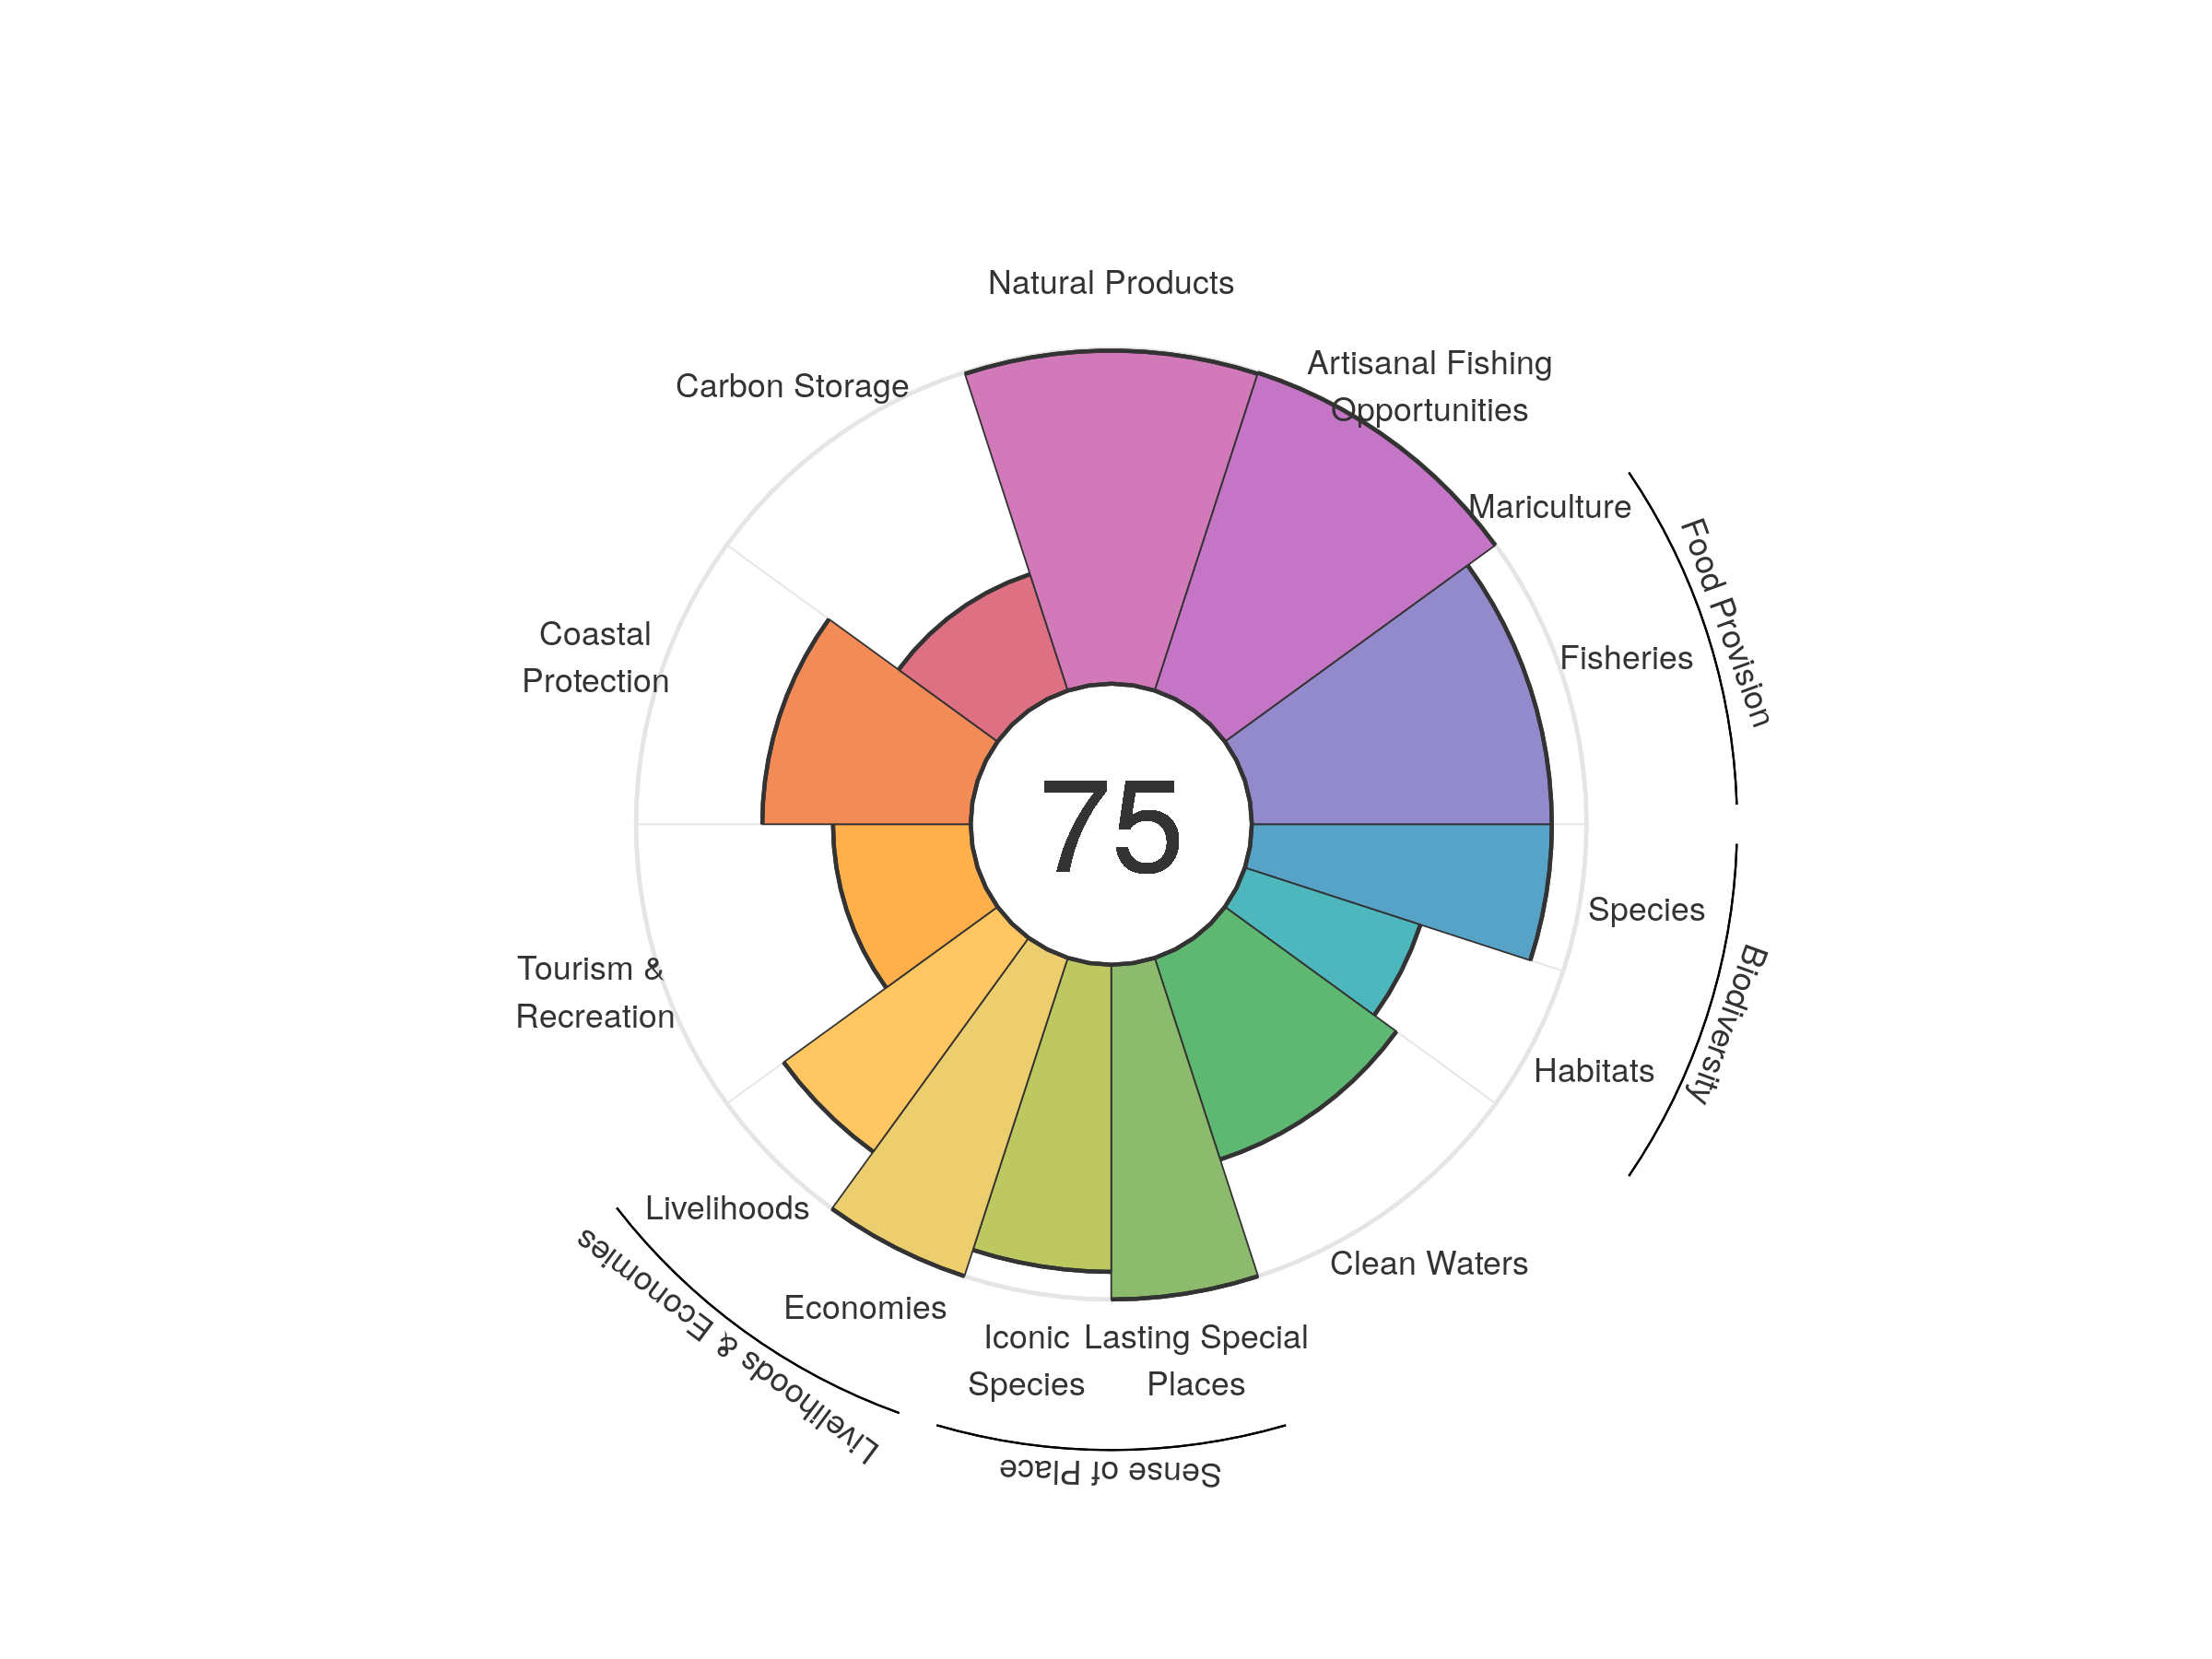 Natural Products
Artisanal Fishing
Opportunities
Carbon Storage
Mariculture
Food Provision
Fisheries
Coastal
Protection
75
Species
Biodiversity
Tourism &
Recreation
Habitats
Livelihoods
Clean Waters
Economies
Livelihoods & Economies
Iconic
Species
Lasting Special
Places
Sense of Place